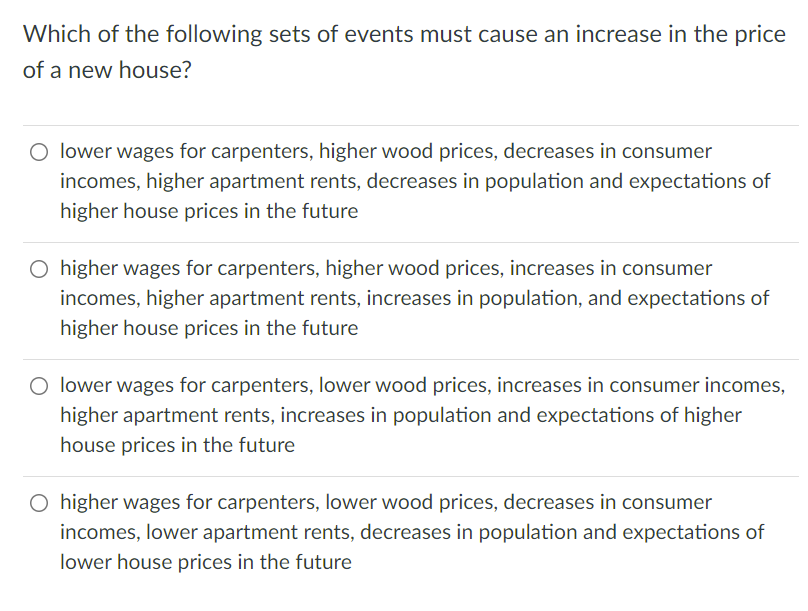 Which of the following sets of events must cause an increase in the price
of a new house?
lower wages for carpenters, higher wood prices, decreases in consumer
incomes, higher apartment rents, decreases in population and expectations of
higher house prices in the future
higher wages for carpenters, higher wood prices, increases in consumer
incomes, higher apartment rents, increases in population, and expectations of
higher house prices in the future
lower wages for carpenters, lower wood prices, increases in consumer incomes,
higher apartment rents, increases in population and expectations of higher
house prices in the future
higher wages for carpenters, lower wood prices, decreases in consumer
incomes, lower apartment rents, decreases in population and expectations of
lower house prices in the future